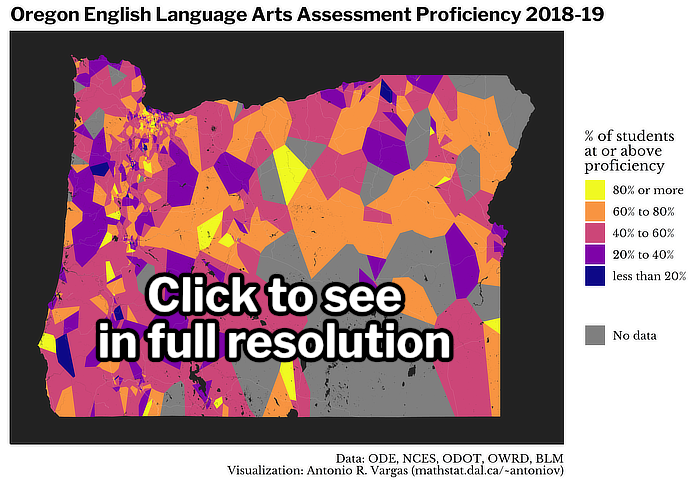 Oregon English Language Arts Assessment Proficiency 2018-19
% of students
at or above
proficiency
80% or more
60% to 80%
40% to 60%
20% to 40%
less than 20%
No data
Click to see
in full resolution
Data: ODE, NCES, ODOT, OWRD, BLM
Visualization: Antonio R. Vargas (mathstat.dal.ca/~antoniov)